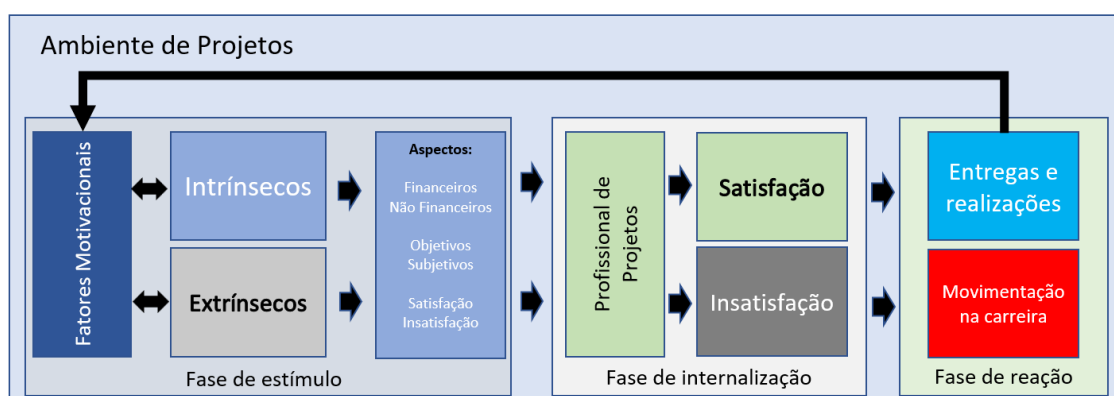 Ambiente de Projetos
Fatores Motivacionais
Intrínsecos
Extrínsecos
Aspectos:
Financeiros
Não Financeiros
Objetivos
Subjetivos
Satisfação
Insatisfação
Fase de estímulo
Profissional de
Projetos
Satisfação
Insatisfação
Fase de internalização
Entregas e
realizações
Movimentação
na carreira
Fase de reação